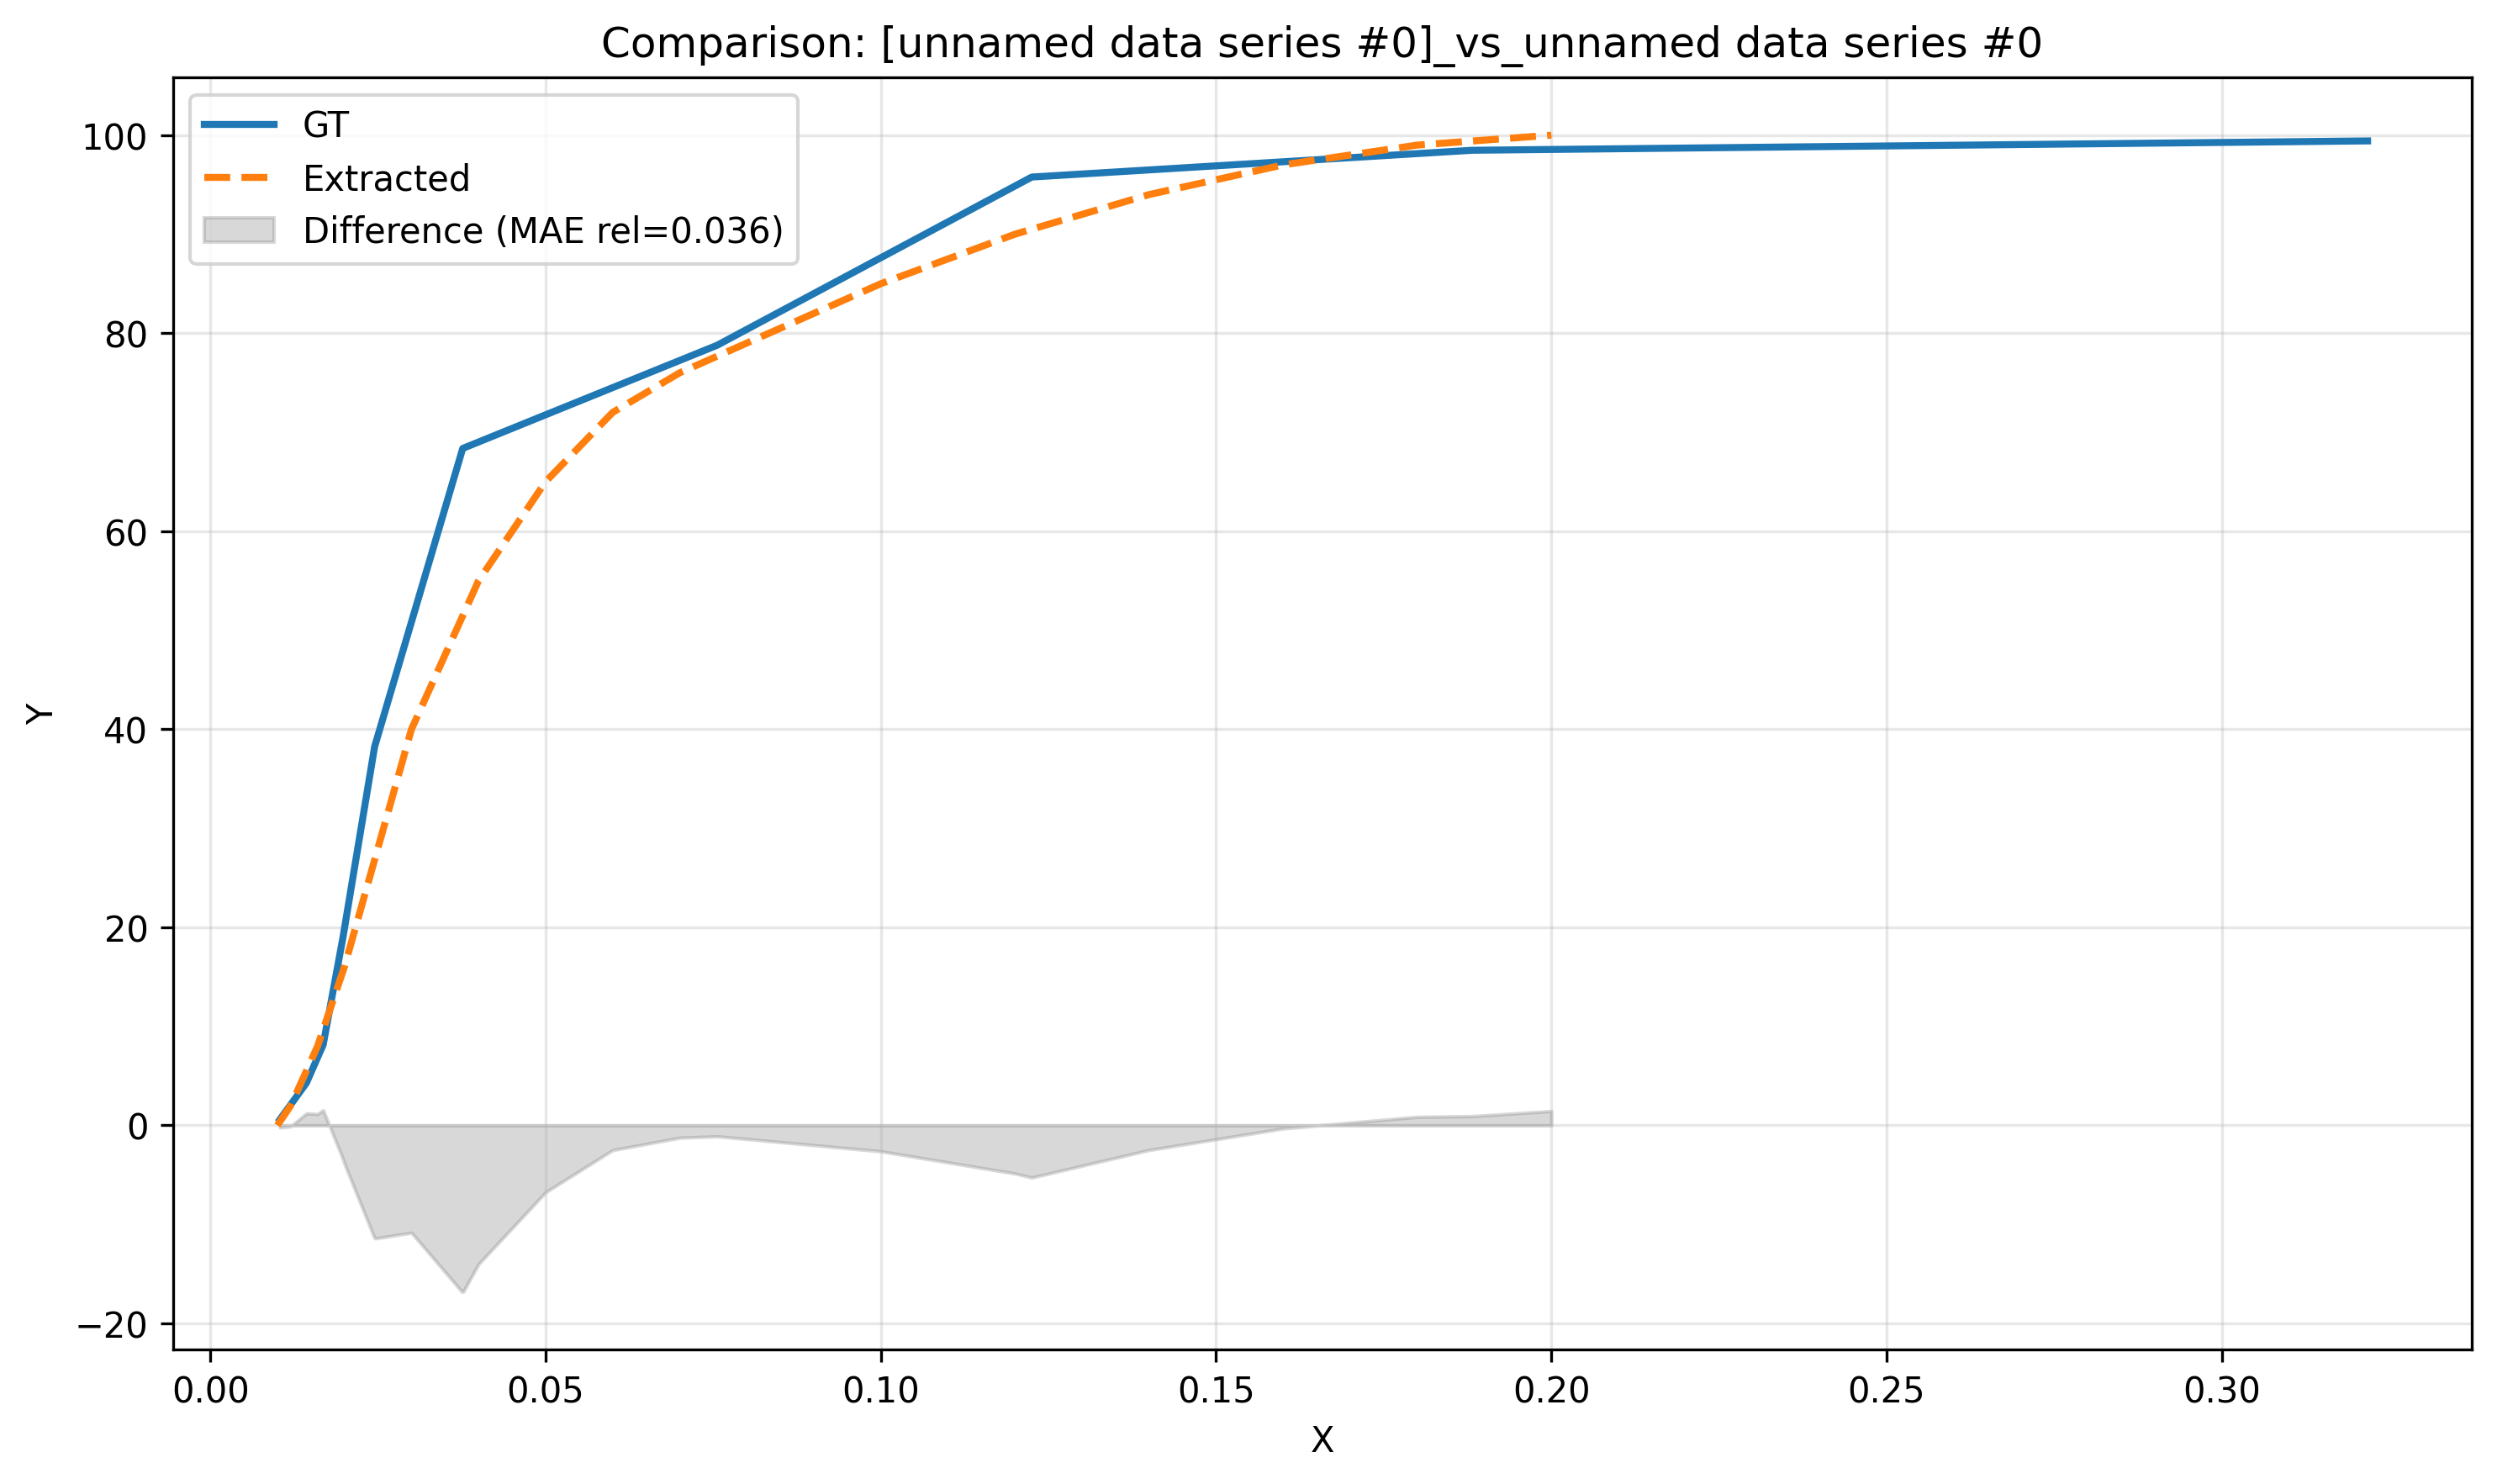 Comparison: [unnamed data series #0]_vs_unnamed data series #0
GT
Extracted
Difference (MAE rel=0.036)
100
80
60
40
20
0
−20
Y
0.00 0.05 0.10 0.15 0.20 0.25 0.30
X